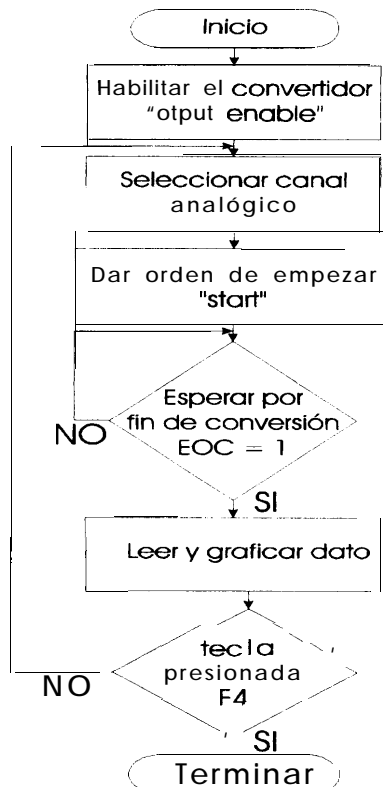 Inicio
Habilitar el convertidor
"otput enable"
Seleccionar canal
analógico
Dar orden de empezar
"start"
Esperar por
fin de conversión
EOC = 1
NO
SI
Leer y graficar dato
tecla
presionada
F4
NO
SI
Terminar